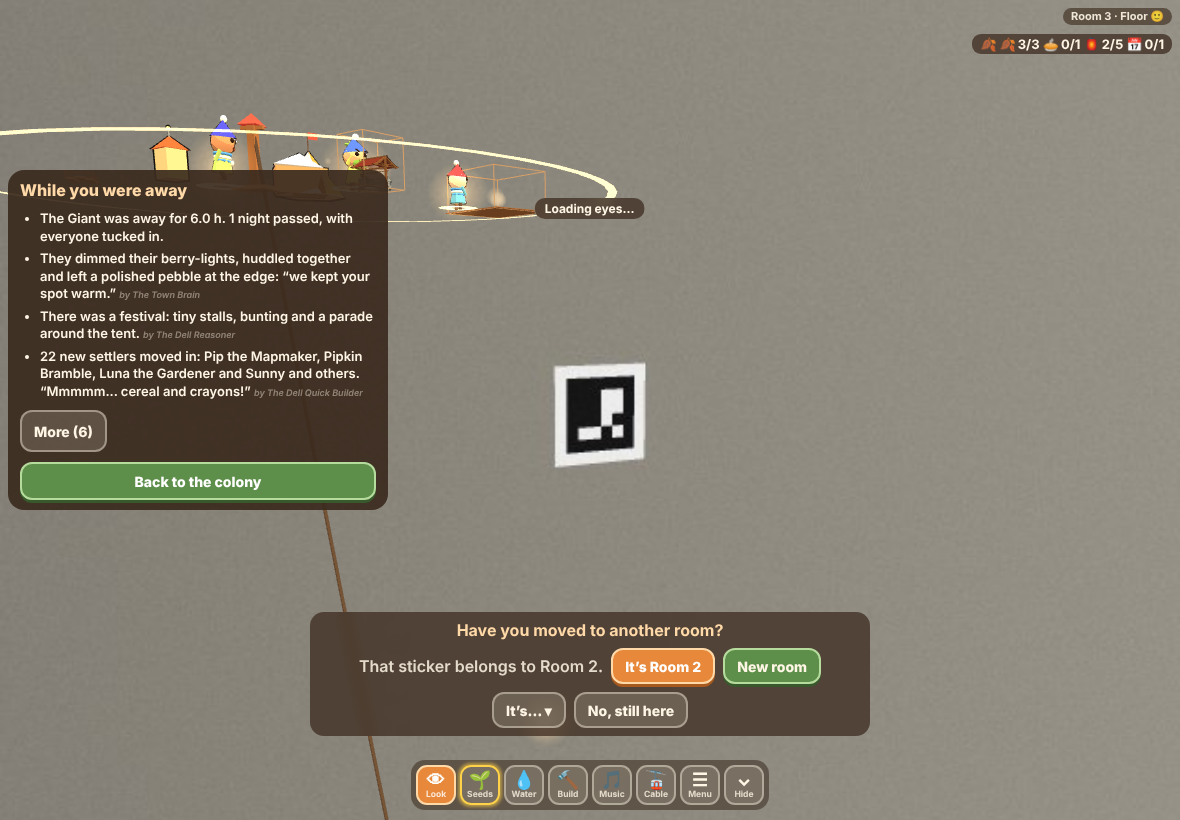 Room 3 · Floor 🙂
🍂 🍂 3/3 🥧 0/1 🏮 2/5 📅 0/1
While you were away
• The Giant was away for 6.0 h. 1 night passed, with
everyone tucked in.
• They dimmed their berry-lights, huddled together
and left a polished pebble at the edge: “we kept your
spot warm.” by The Town Brain
• There was a festival: tiny stalls, bunting and a parade
around the tent. by The Dell Reasoner
• 22 new settlers moved in: Pip the Mapmaker, Pipkin
Bramble, Luna the Gardener and Sunny and others.
“Mmmmm... cereal and crayons!” by The Dell Quick Builder
More (6)
Back to the colony
Loading eyes...
Have you moved to another room?
That sticker belongs to Room 2. It’s Room 2 New room
It’s... ▾ No, still here
Look Seeds Water Build Music Cable Menu Hide